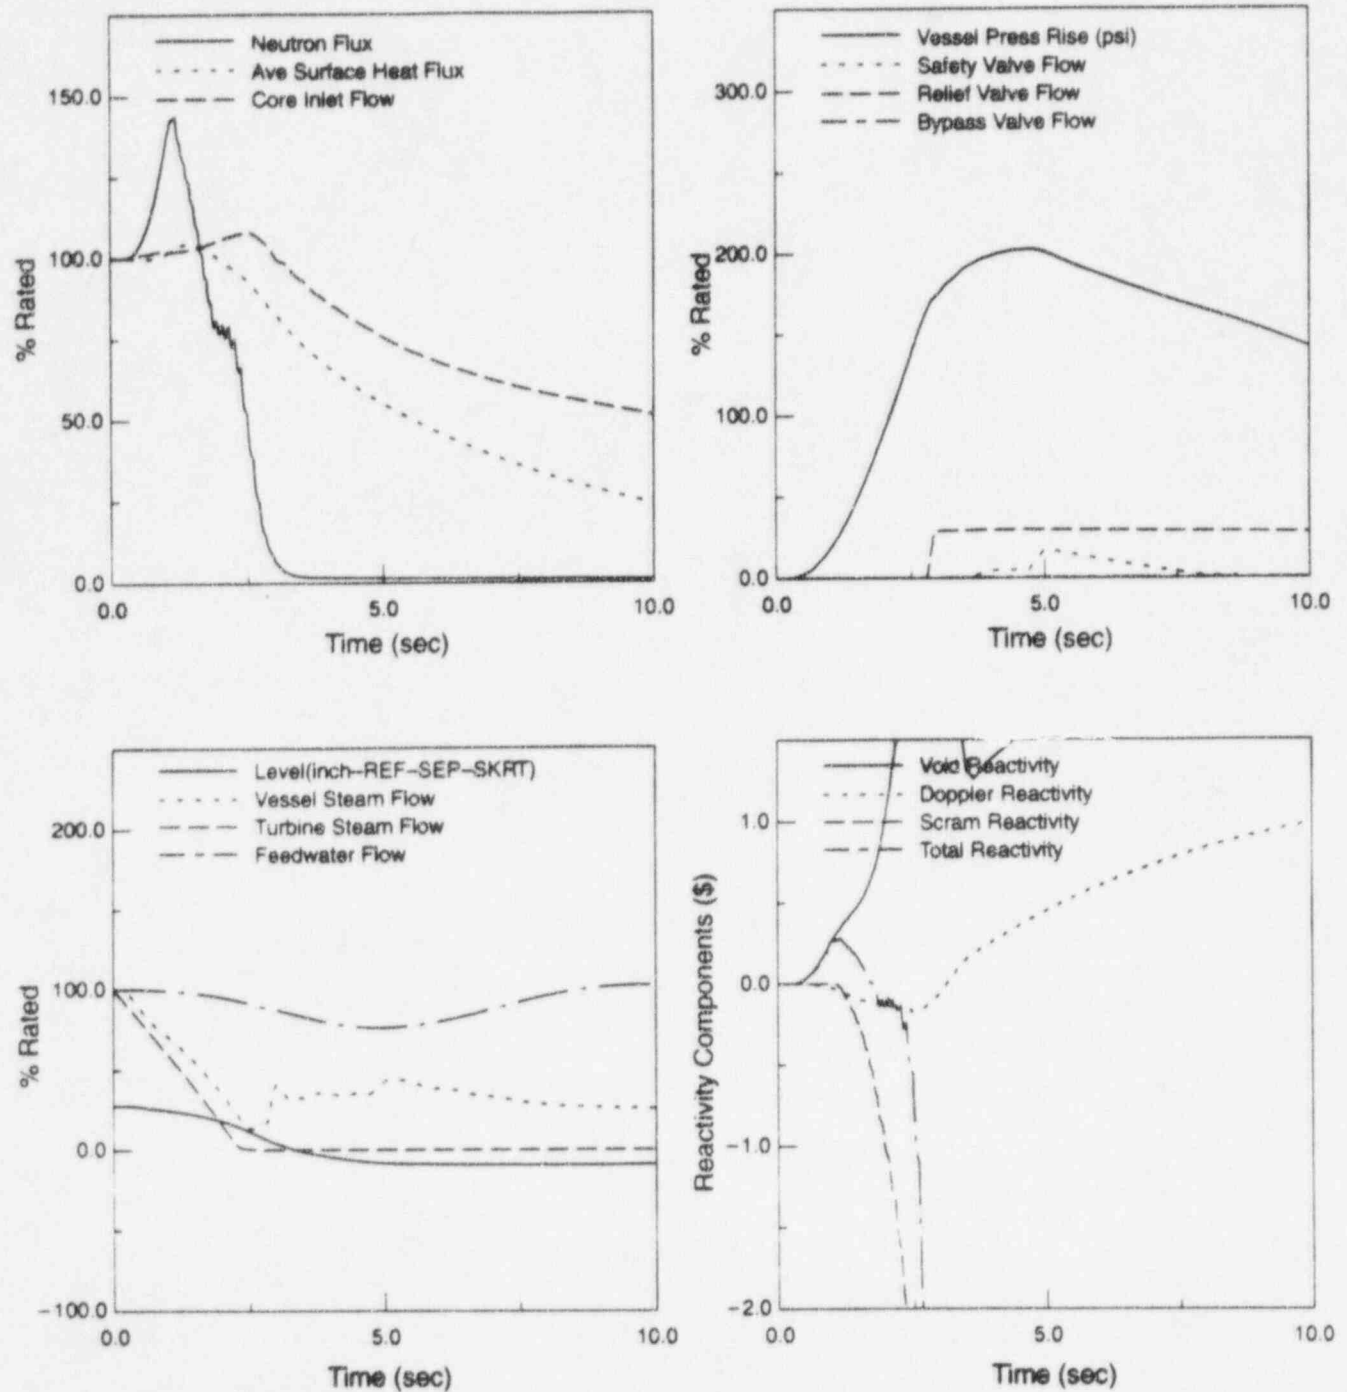 Neutron Flux
Ave Surface Heat Flux
Core Inlet Flow
150.0
100.0
50.0
0.0
% Rated
0.0
5.0
10.0
Time (sec)
Vessel Press Rise (psi)
Safety Valve Flow
Relief Valve Flow
Bypass Valve Flow
300.0
200.0
100.0
0.0
% Rated
0.0
5.0
10.0
Time (sec)
Level(inch-REF-SEP-SKRT)
Vessel Steam Flow
Turbine Steam Flow
Feedwater Flow
200.0
100.0
0.0
-100.0
% Rated
0.0
5.0
10.0
Time (sec)
Void Reactivity
Doppler Reactivity
Scram Reactivity
Total Reactivity
1.0
0.0
-1.0
-2.0
Reactivity Components ($)
0.0
5.0
10.0
Time (sec)